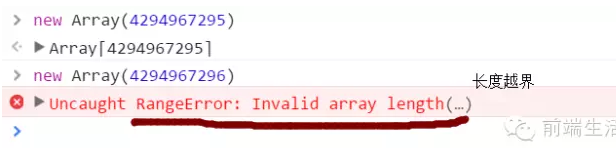 new Array(4294967295)
Array[4294967295]
new Array(4294967296)
长度越界
Uncaught RangeError: Invalid array length(…)
前端生活